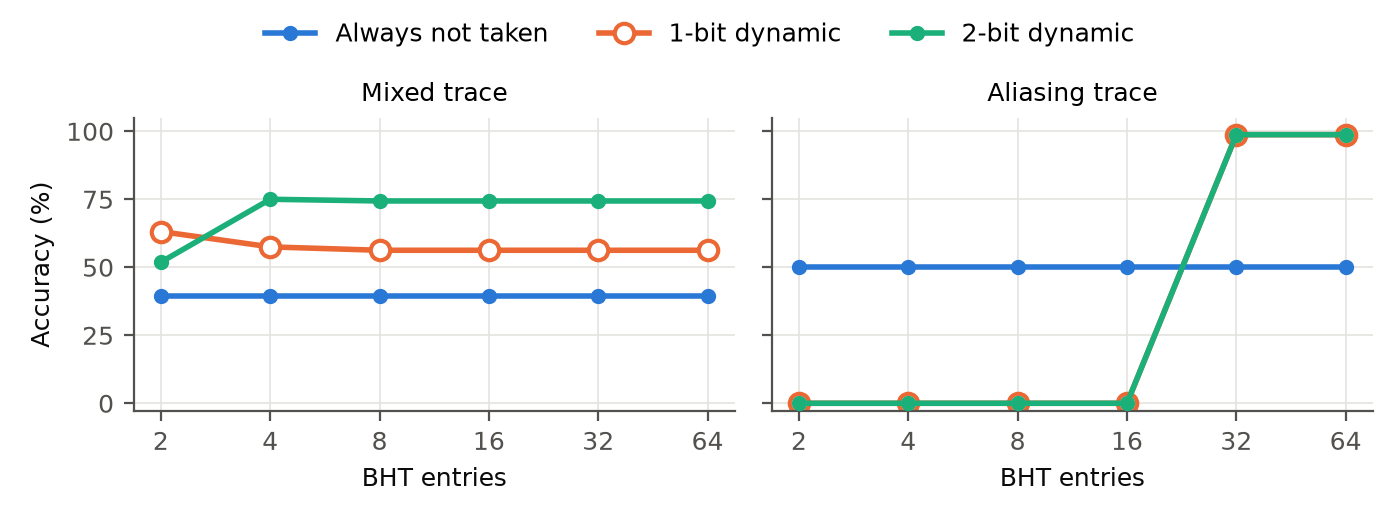 Always not taken 1-bit dynamic 2-bit dynamic
Mixed trace Aliasing trace
Accuracy (%)
100
75
50
25
0
2 4 8 16 32 64 2 4 8 16 32 64
BHT entries BHT entries